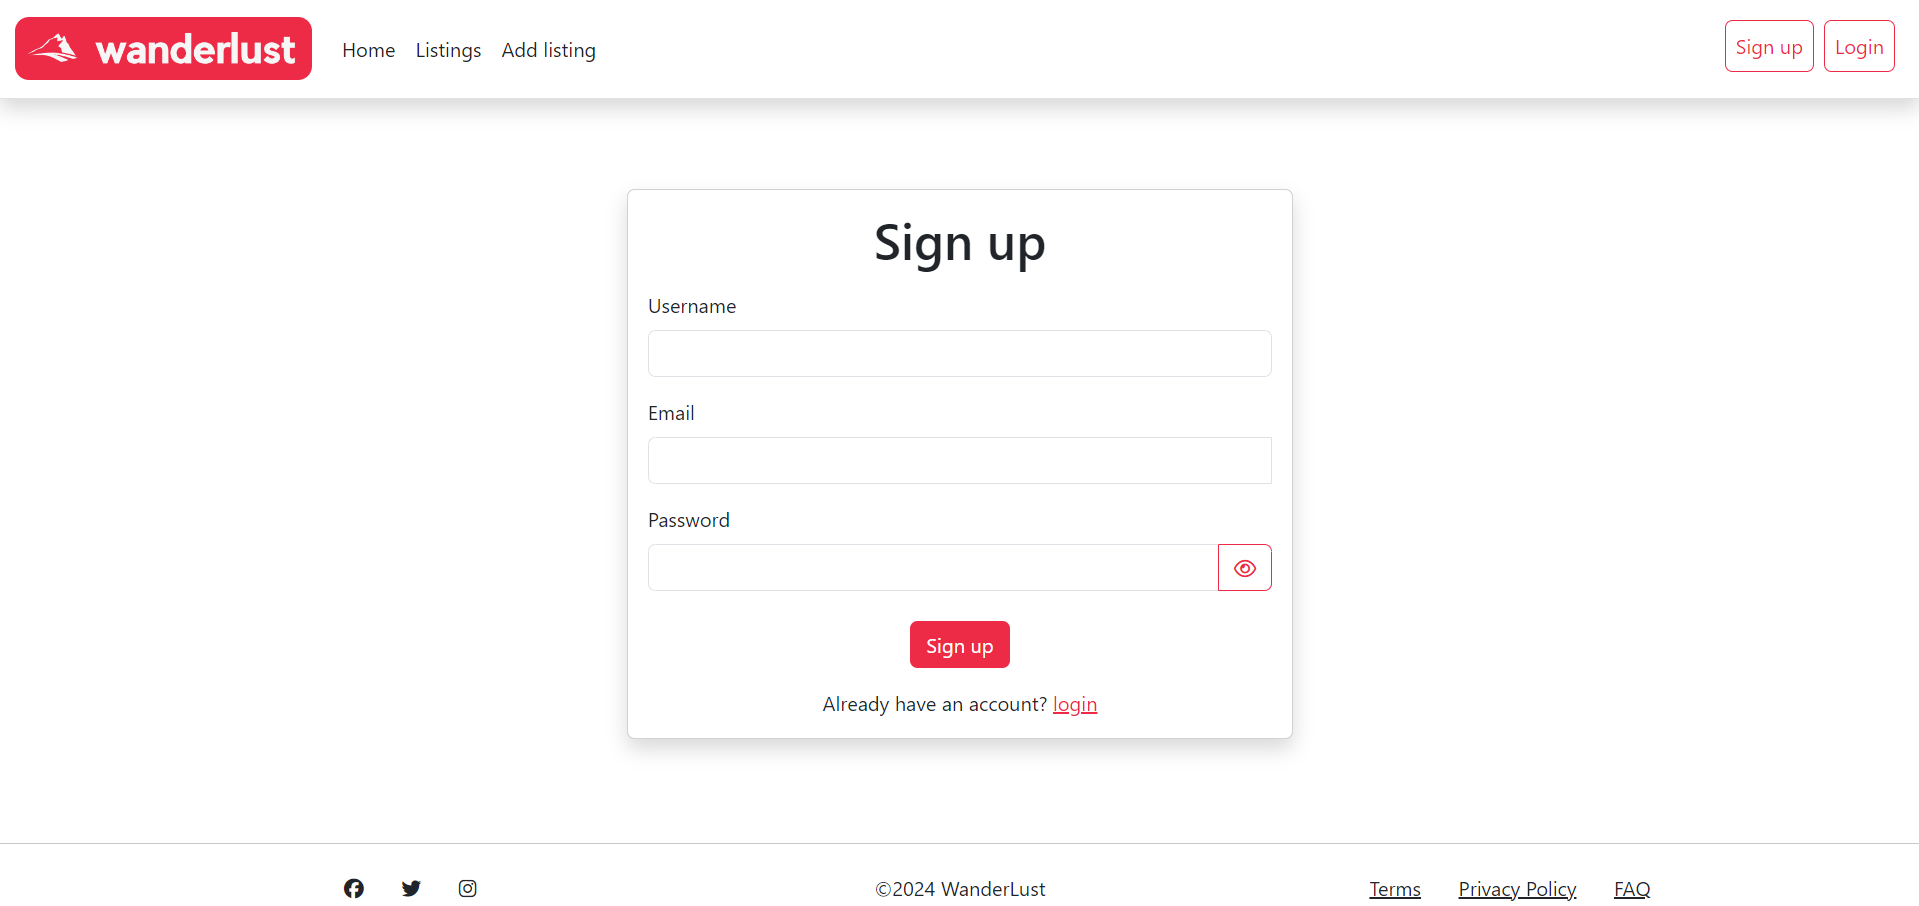 wanderlust Home Listings Add listing Sign up Login
Sign up
Username
Email
Password
Sign up
Already have an account? login
©2024 WanderLust Terms Privacy Policy FAQ